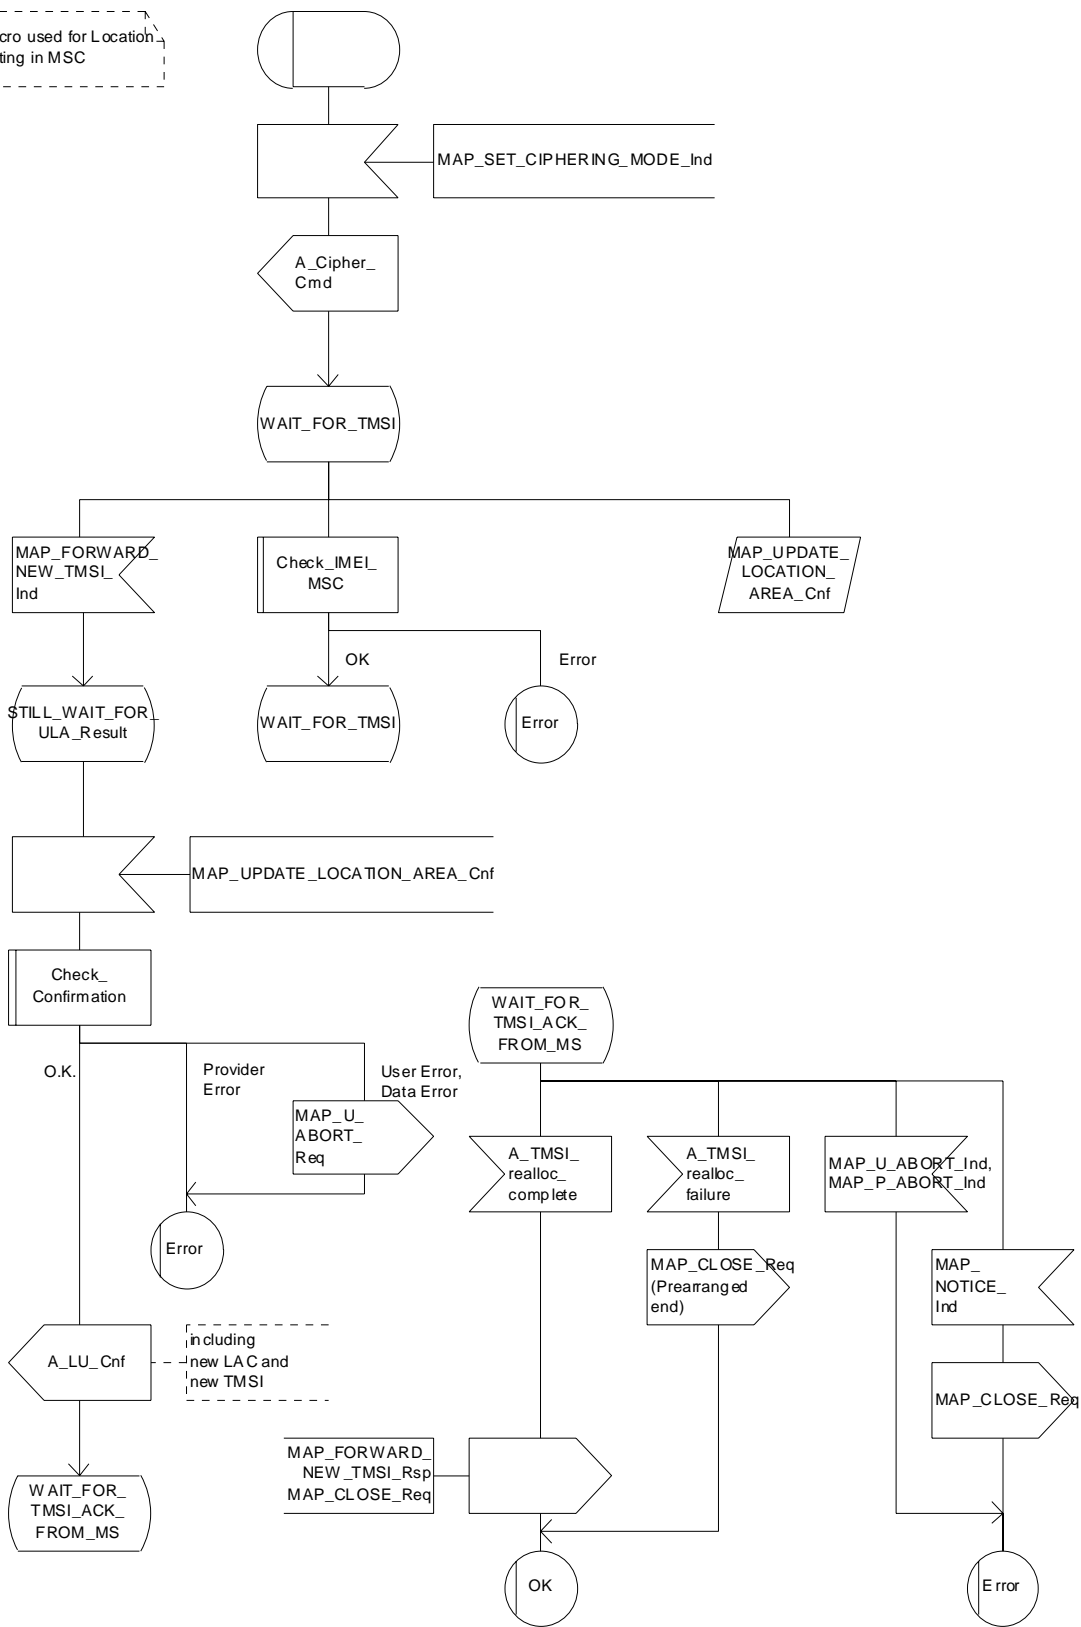 cro used for Location
ting in MSC
MAP_SET_CIPHERING_MODE_Ind
A_Cipher_
Cmd
WAIT_FOR_TMSI
MAP_FORWARD_
NEW_TMSI_
Ind
Check_IMEI_
MSC
MAP_UPDATE_
LOCATION_
AREA_Cnf
OK
Error
STILL_WAIT_FOR_
ULA_Result
WAIT_FOR_TMSI
Error
MAP_UPDATE_LOCATION_AREA_Cnf
Check_
Confirmation
O.K.
Provider
Error
User Error,
Data Error
MAP_U_
ABORT_
Req
Error
WAIT_FOR_
TMSI_ACK_
FROM_MS
A_TMSI_
realloc_
complete
A_TMSI_
realloc_
failure
MAP_U_ABORT_Ind,
MAP_P_ABORT_Ind
MAP_CLOSE_Req
(Prearranged
end)
MAP_
NOTICE_
Ind
A_LU_Cnf
including
new LAC and
new TMSI
MAP_CLOSE_Req
MAP_FORWARD_
NEW_TMSI_Rsp
MAP_CLOSE_Req
WAIT_FOR_
TMSI_ACK_
FROM_MS
OK
Error